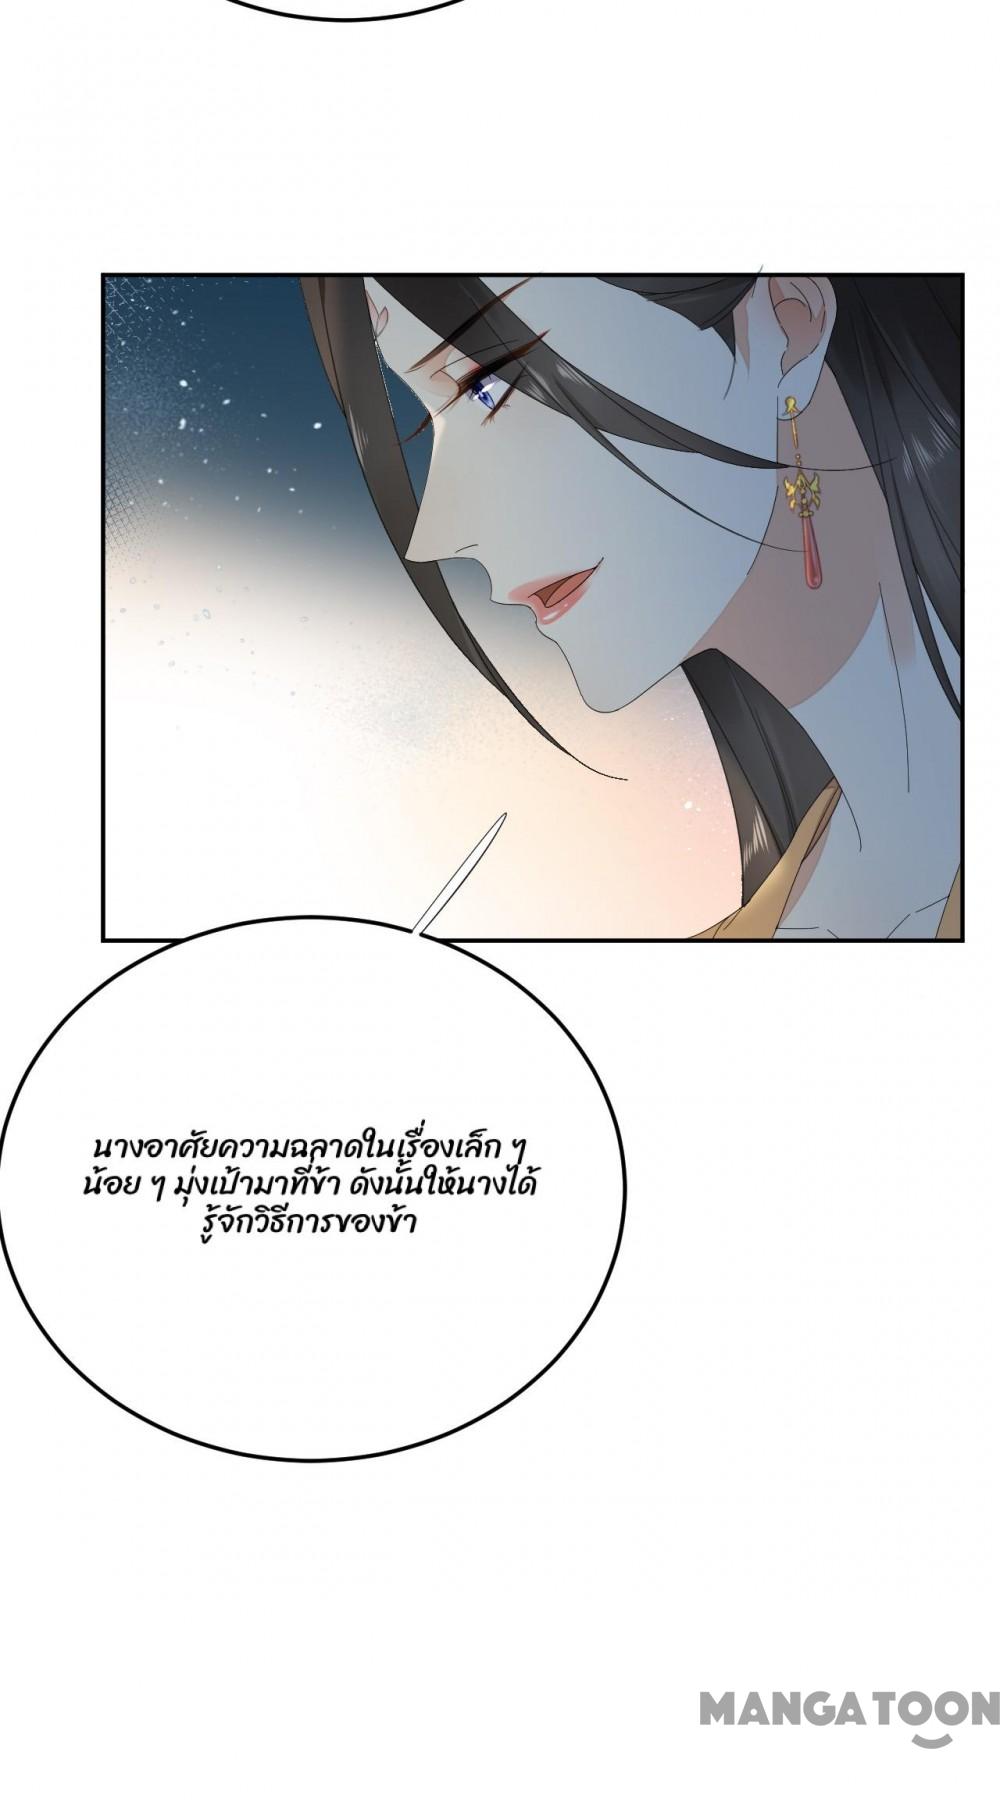 นางอาศัยความฉลาดในเรื่องเล็ก ๆ
น้อย ๆ มุ่งเป้ามาที่ข้า ดังนั้นให้นางได้
รู้จักวิธีการของข้า
MANGATOON